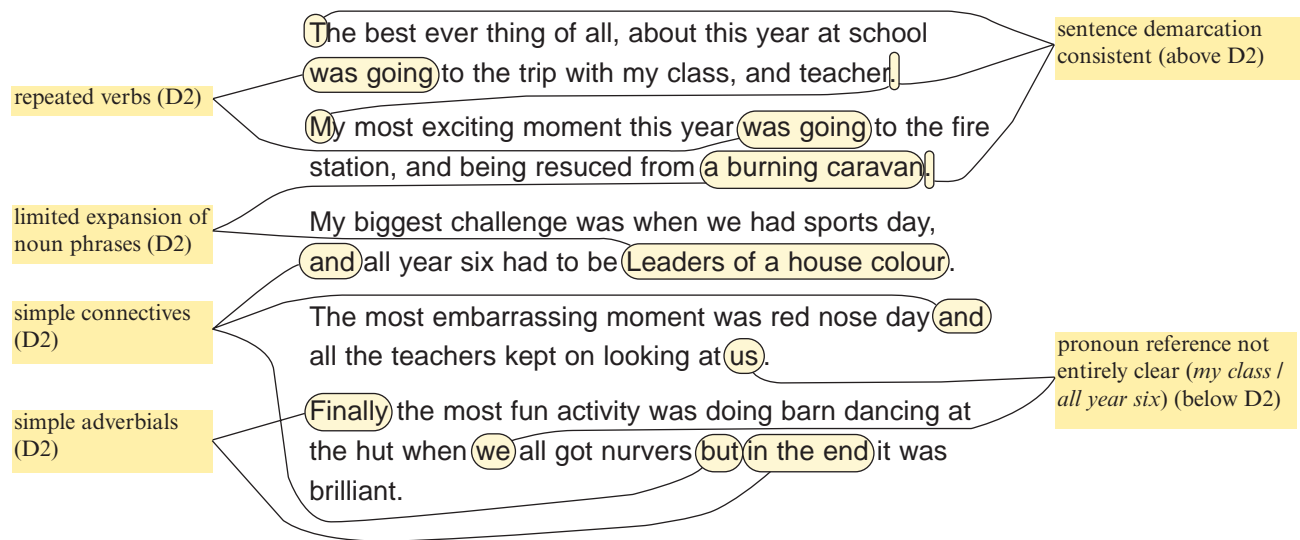 The best ever thing of all, about this year at school
was going to the trip with my class, and teacher.
My most exciting moment this year was going to the fire
station, and being resuced from a burning caravan.
My biggest challenge was when we had sports day,
and all year six had to be Leaders of a house colour.
The most embarrassing moment was red nose day and
all the teachers kept on looking at us.
Finally the most fun activity was doing barn dancing at
the hut when we all got nurvers but in the end it was
brilliant.
repeated verbs (D2)
limited expansion of
noun phrases (D2)
simple connectives
(D2)
simple adverbials
(D2)
sentence demarcation
consistent (above D2)
pronoun reference not
entirely clear (my class /
all year six) (below D2)